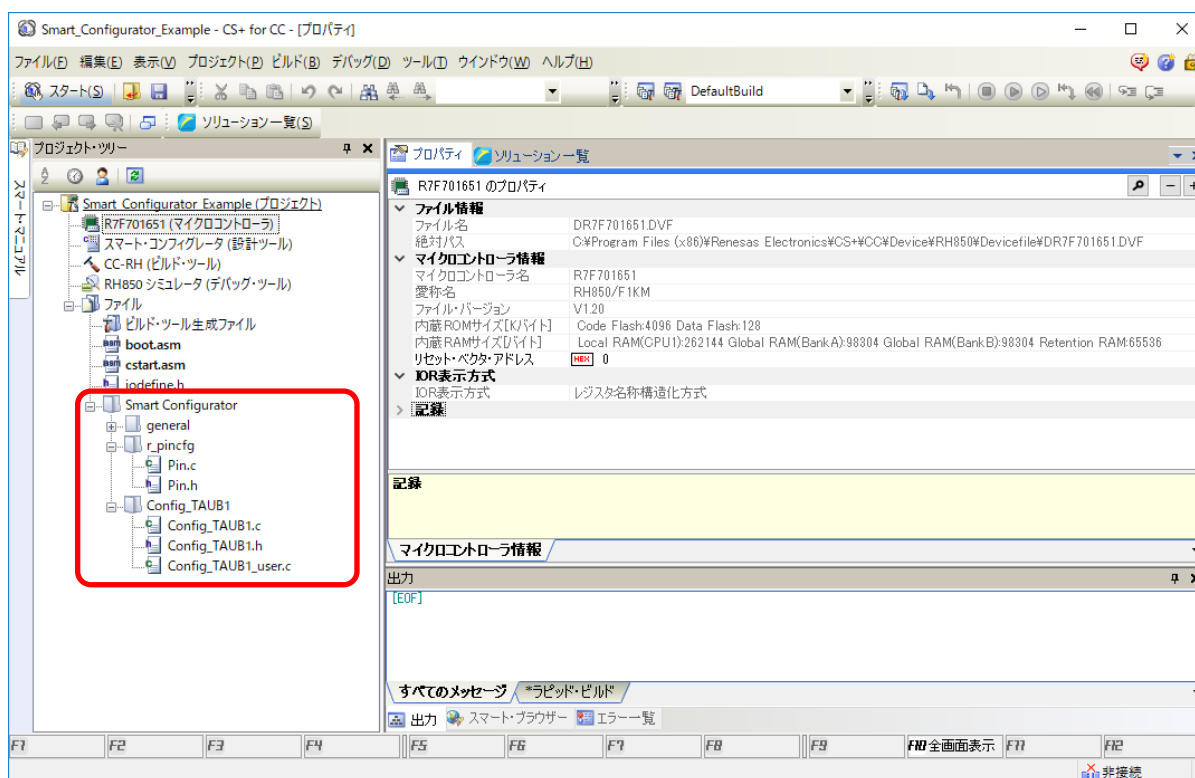 Smart_Configurator_Example - CS+ for CC - [プロパティ]
ファイル(F) 編集(E) 表示(V) プロジェクト(P) ビルド(B) デバッグ(D) ツール(T) ウインドウ(W) ヘルプ(H)
スタート(S) DefaultBuild
ソリューション一覧(S)
プロジェクト・ツリー
スマート・マニュアル
Smart_Configurator_Example (プロジェクト)
R7F701651 (マイクロコントローラ)
スマート・コンフィグレータ (設計ツール)
CC-RH (ビルド・ツール)
RH850 シミュレータ (デバッグ・ツール)
ファイル
ビルド・ツール生成ファイル
boot.asm
cstart.asm
iodefine.h
Smart Configurator
general
r_pincfg
Pin.c
Pin.h
Config_TAUB1
Config_TAUB1.c
Config_TAUB1.h
Config_TAUB1_user.c
プロパティ ソリューション一覧
R7F701651 のプロパティ
ファイル情報
ファイル名 DR7F701651.DVF
絶対パス C:¥Program Files (x86)¥Renesas Electronics¥CS+¥CC¥Device¥RH850¥Devicefile¥DR7F701651.DVF
マイクロコントローラ情報
マイクロコントローラ名 R7F701651
愛称名 RH850/F1KM
ファイル・バージョン V1.20
内蔵ROMサイズ[Kバイト] Code Flash:4096 Data Flash:128
内蔵RAMサイズ[バイト] Local RAM(CPU1):262144 Global RAM(BankA):98304 Global RAM(BankB):98304 Retention RAM:65536
リセット・ベクタ・アドレス HEX 0
IOR表示方式
IOR表示方式 レジスタ名称構造化方式
記録
記録
マイクロコントローラ情報
出力
[EOF]
すべてのメッセージ *ラピッド・ビルド
出力 スマート・ブラウザー エラー一覧
F1 F2 F3 F4 F5 F6 F7 F8 F9 F10 全画面表示 F11 F12
非接続